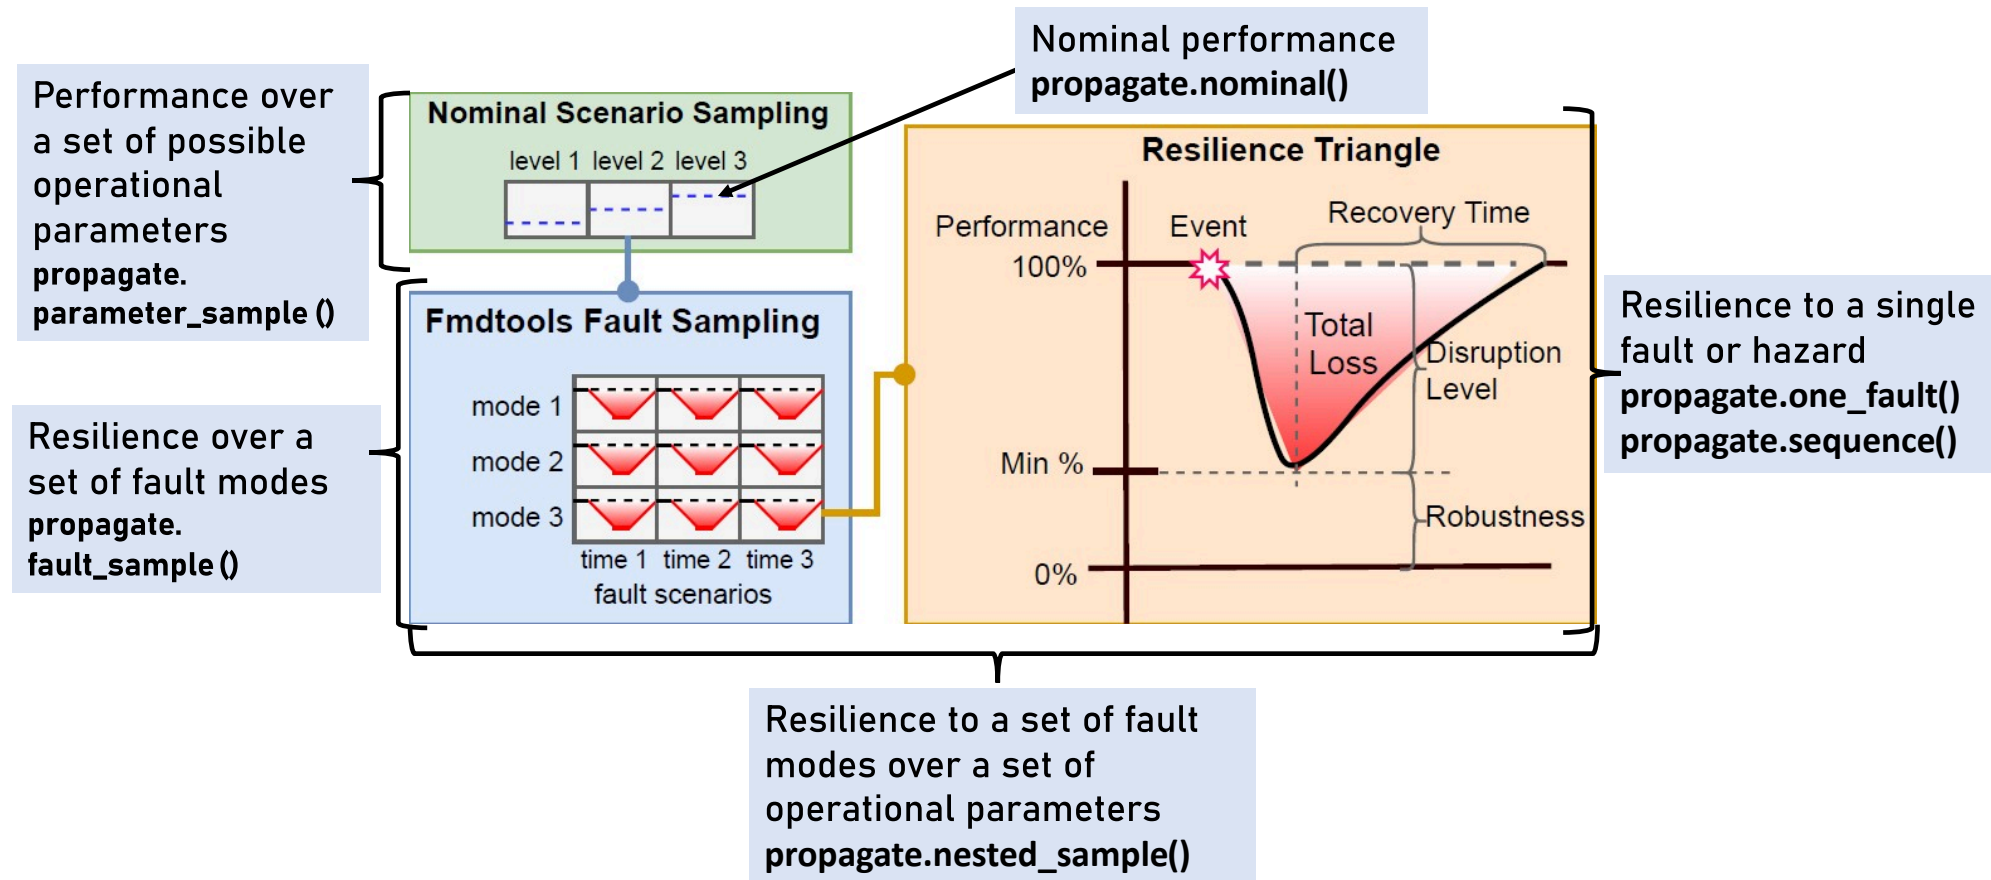 Nominal performance
propagate.nominal()
Performance over
a set of possible
operational
parameters
propagate.
parameter_sample()
Nominal Scenario Sampling
level 1 level 2 level 3
Fmdtools Fault Sampling
mode 1
mode 2
mode 3
time 1 time 2 time 3
fault scenarios
Resilience over a
set of fault modes
propagate.
fault_sample()
Resilience Triangle
Performance
Event
Recovery Time
100%
Total
Loss
Disruption
Level
Min %
Robustness
0%
Resilience to a single
fault or hazard
propagate.one_fault()
propagate.sequence()
Resilience to a set of fault
modes over a set of
operational parameters
propagate.nested_sample()